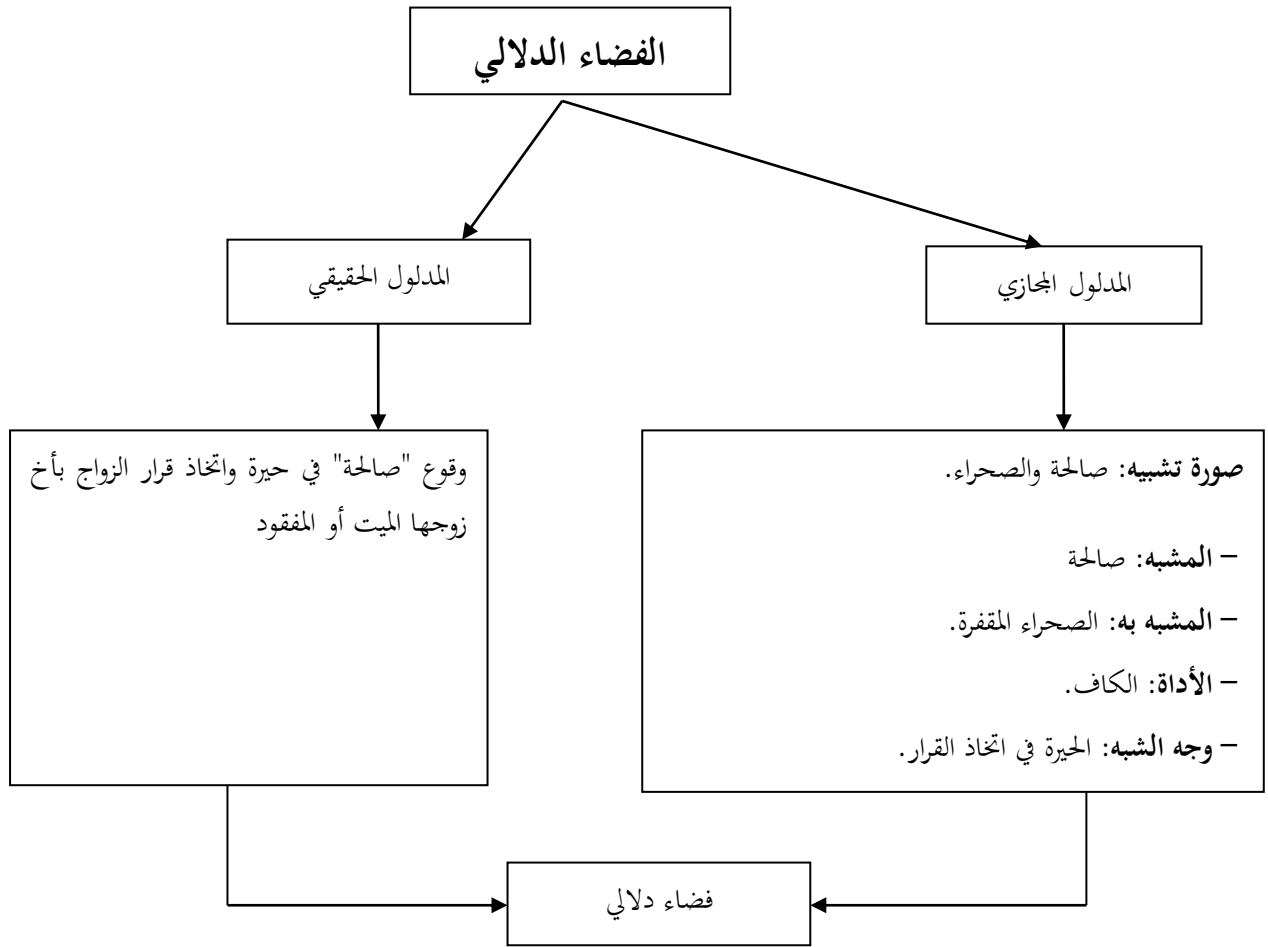 الفضاء الدلالي
المدلول المجازي
المدلول الحقيقي
صورة تشبيه: صالحة والصحراء.
– المشبه: صالحة
– المشبه به: الصحراء المقفرة.
– الأداة: الكاف.
– وجه الشبه: الحيرة في اتخاذ القرار.
وقوع "صالحة" في حيرة واتخاذ قرار الزواج بأخ
زوجها الميت أو المفقود
فضاء دلالي